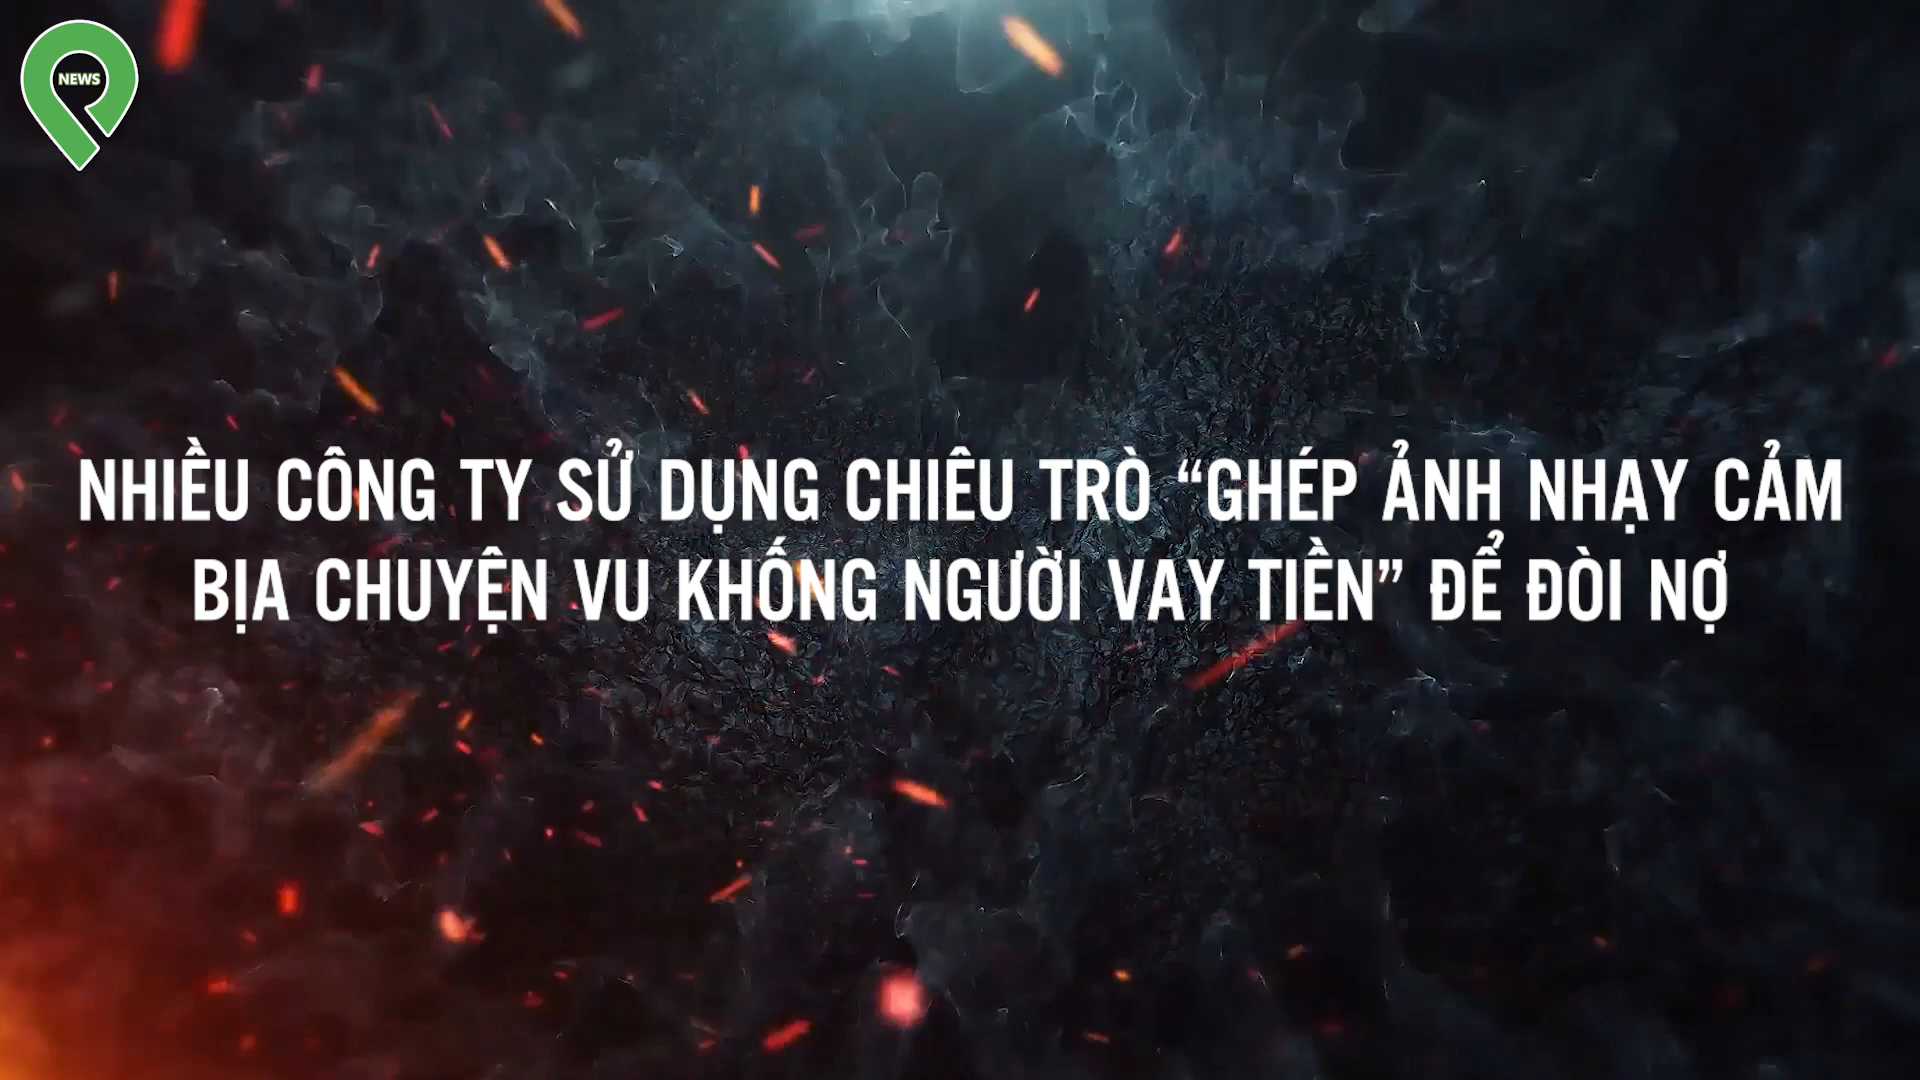 NEWS
NHIỀU CÔNG TY SỬ DỤNG CHIÊU TRÒ “GHÉP ẢNH NHẠY CẢM
BỊA CHUYỆN VU KHỐNG NGƯỜI VAY TIỀN” ĐỂ ĐÒI NỢ